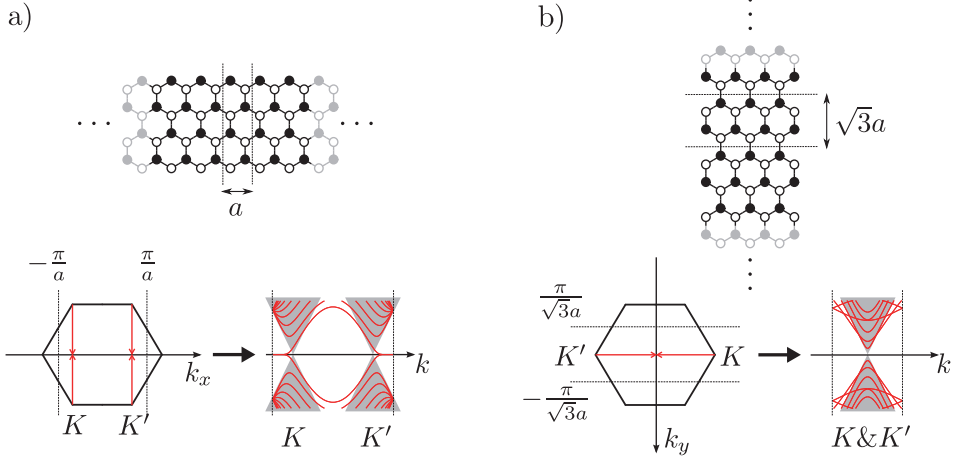 a)
b)
a
√3a
-π/a
π/a
K
K'
k_x
K
K'
k
π/√3a
-π/√3a
K'
K
k_y
K&K'
k